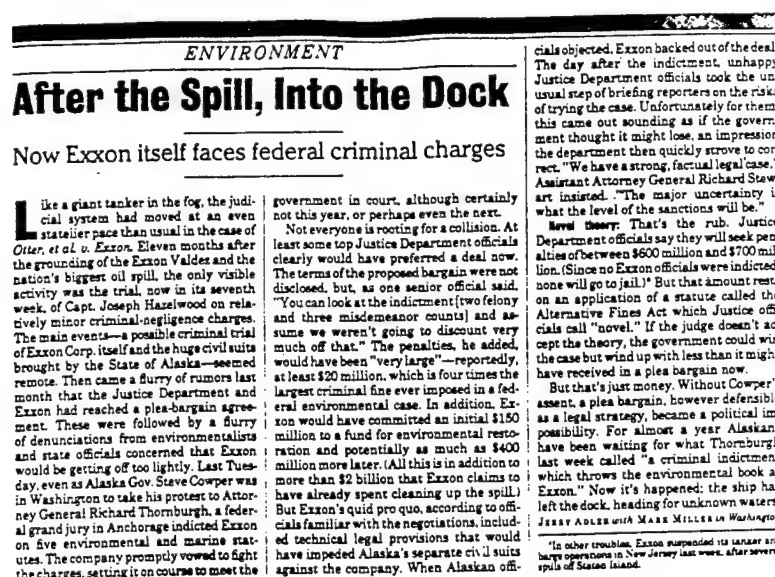 ENVIRONMENT
After the Spill, Into the Dock
Now Exxon itself faces federal criminal charges
Like a giant tanker in the fog, the judi-
cial system had moved at an even
statelier pace than usual in the case of
Otter, et al. v. Exxon. Eleven months after
the grounding of the Exxon Valdez and the
nation's biggest oil spill, the only visible
activity was the trial, now in its seventh
week, of Capt. Joseph Hazelwood on rela-
tively minor criminal-negligence charges.
The main events—a possible criminal trial
of Exxon Corp. itself and the huge civil suits
brought by the State of Alaska—seemed
remote. Then came a flurry of rumors last
month that the Justice Department and
Exxon had reached a plea-bargain agree-
ment. These were followed by a flurry
of denunciations from environmentalists
and state officials concerned that Exxon
would be getting off too lightly. Last Tues-
day, even as Alaska Gov. Steve Cowper was
in Washington to take his protest to Attor-
ney General Richard Thornburgh, a feder-
al grand jury in Anchorage indicted Exxon
on five environmental and marine stat-
utes. The company promptly vowed to fight
the charges, setting it on course to meet the
government in court, although certainly
not this year, or perhaps even the next.
Not everyone is rooting for a collision. At
least some top Justice Department officials
clearly would have preferred a deal now.
The terms of the proposed bargain were not
disclosed, but, as one senior official said,
"You can look at the indictment [two felony
and three misdemeanor counts] and as-
sume we weren't going to discount very
much off that." The penalties, he added,
would have been "very large"—reportedly,
at least $20 million, which is four times the
largest criminal fine ever imposed in a fed-
eral environmental case. In addition, Ex-
xon would have committed an initial $150
million to a fund for environmental resto-
ration and potentially as much as $400
million more later. (All this is in addition to
more than $2 billion that Exxon claims to
have already spent cleaning up the spill.)
But Exxon's quid pro quo, according to offi-
cials familiar with the negotiations, includ-
ed technical legal provisions that would
have impeded Alaska's separate civil suits
against the company. When Alaskan offi-
cials objected, Exxon backed out of the deal.
The day after the indictment, unhappy
Justice Department officials took the un-
usual step of briefing reporters on the risks
of trying the case. Unfortunately for them
this came out sounding as if the govern-
ment thought it might lose, an impression
the department then quickly strove to cor-
rect. "We have a strong, factual legal case,"
Assistant Attorney General Richard Stew-
art insisted. "The major uncertainty i
what the level of the sanctions will be."
Novel theory: That's the rub. Justice
Department officials say they will seek pen-
alties of between $600 million and $700 mil-
lion. (Since no Exxon officials were indicted
none will go to jail.)* But that amount rest
on an application of a statute called the
Alternative Fines Act which Justice offi-
cials call "novel." If the judge doesn't ac-
cept the theory, the government could win
the case but wind up with less than it might
have received in a plea bargain now.
But that's just money. Without Cowper'
assent, a plea bargain, however defensible
as a legal strategy, became a political im-
possibility. For almost a year Alaskan
have been waiting for what Thornburgh
last week called "a criminal indictment
which throws the environmental book a
Exxon." Now it's happened; the ship ha
left the dock, heading for unknown waters
JERRY ADLER with MARK MILLER in Washington
*In other troubles, Exxon suspended its tanker an
barge operations in New Jersey last week, after severa
spills off Staten Island.